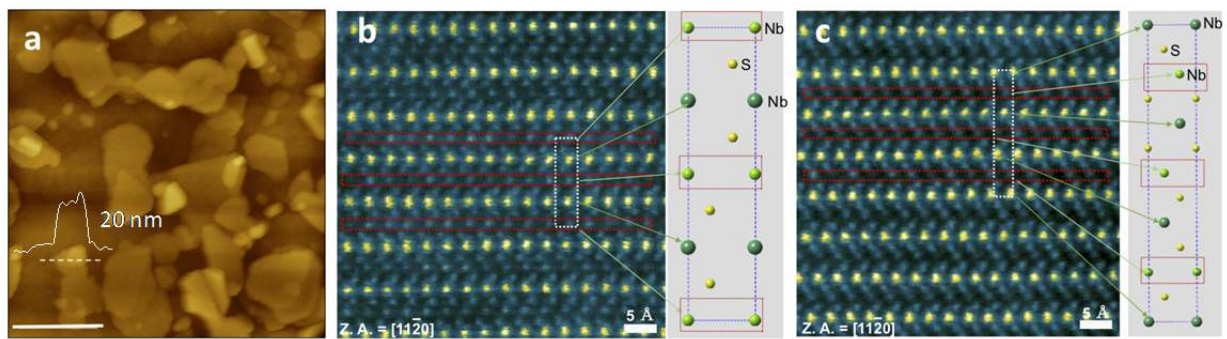 a
20 nm
b
Z. A. = [112̄0]
5 Å
Nb
S
Nb
c
Z. A. = [112̄0]
5 Å
Nb
S
Nb